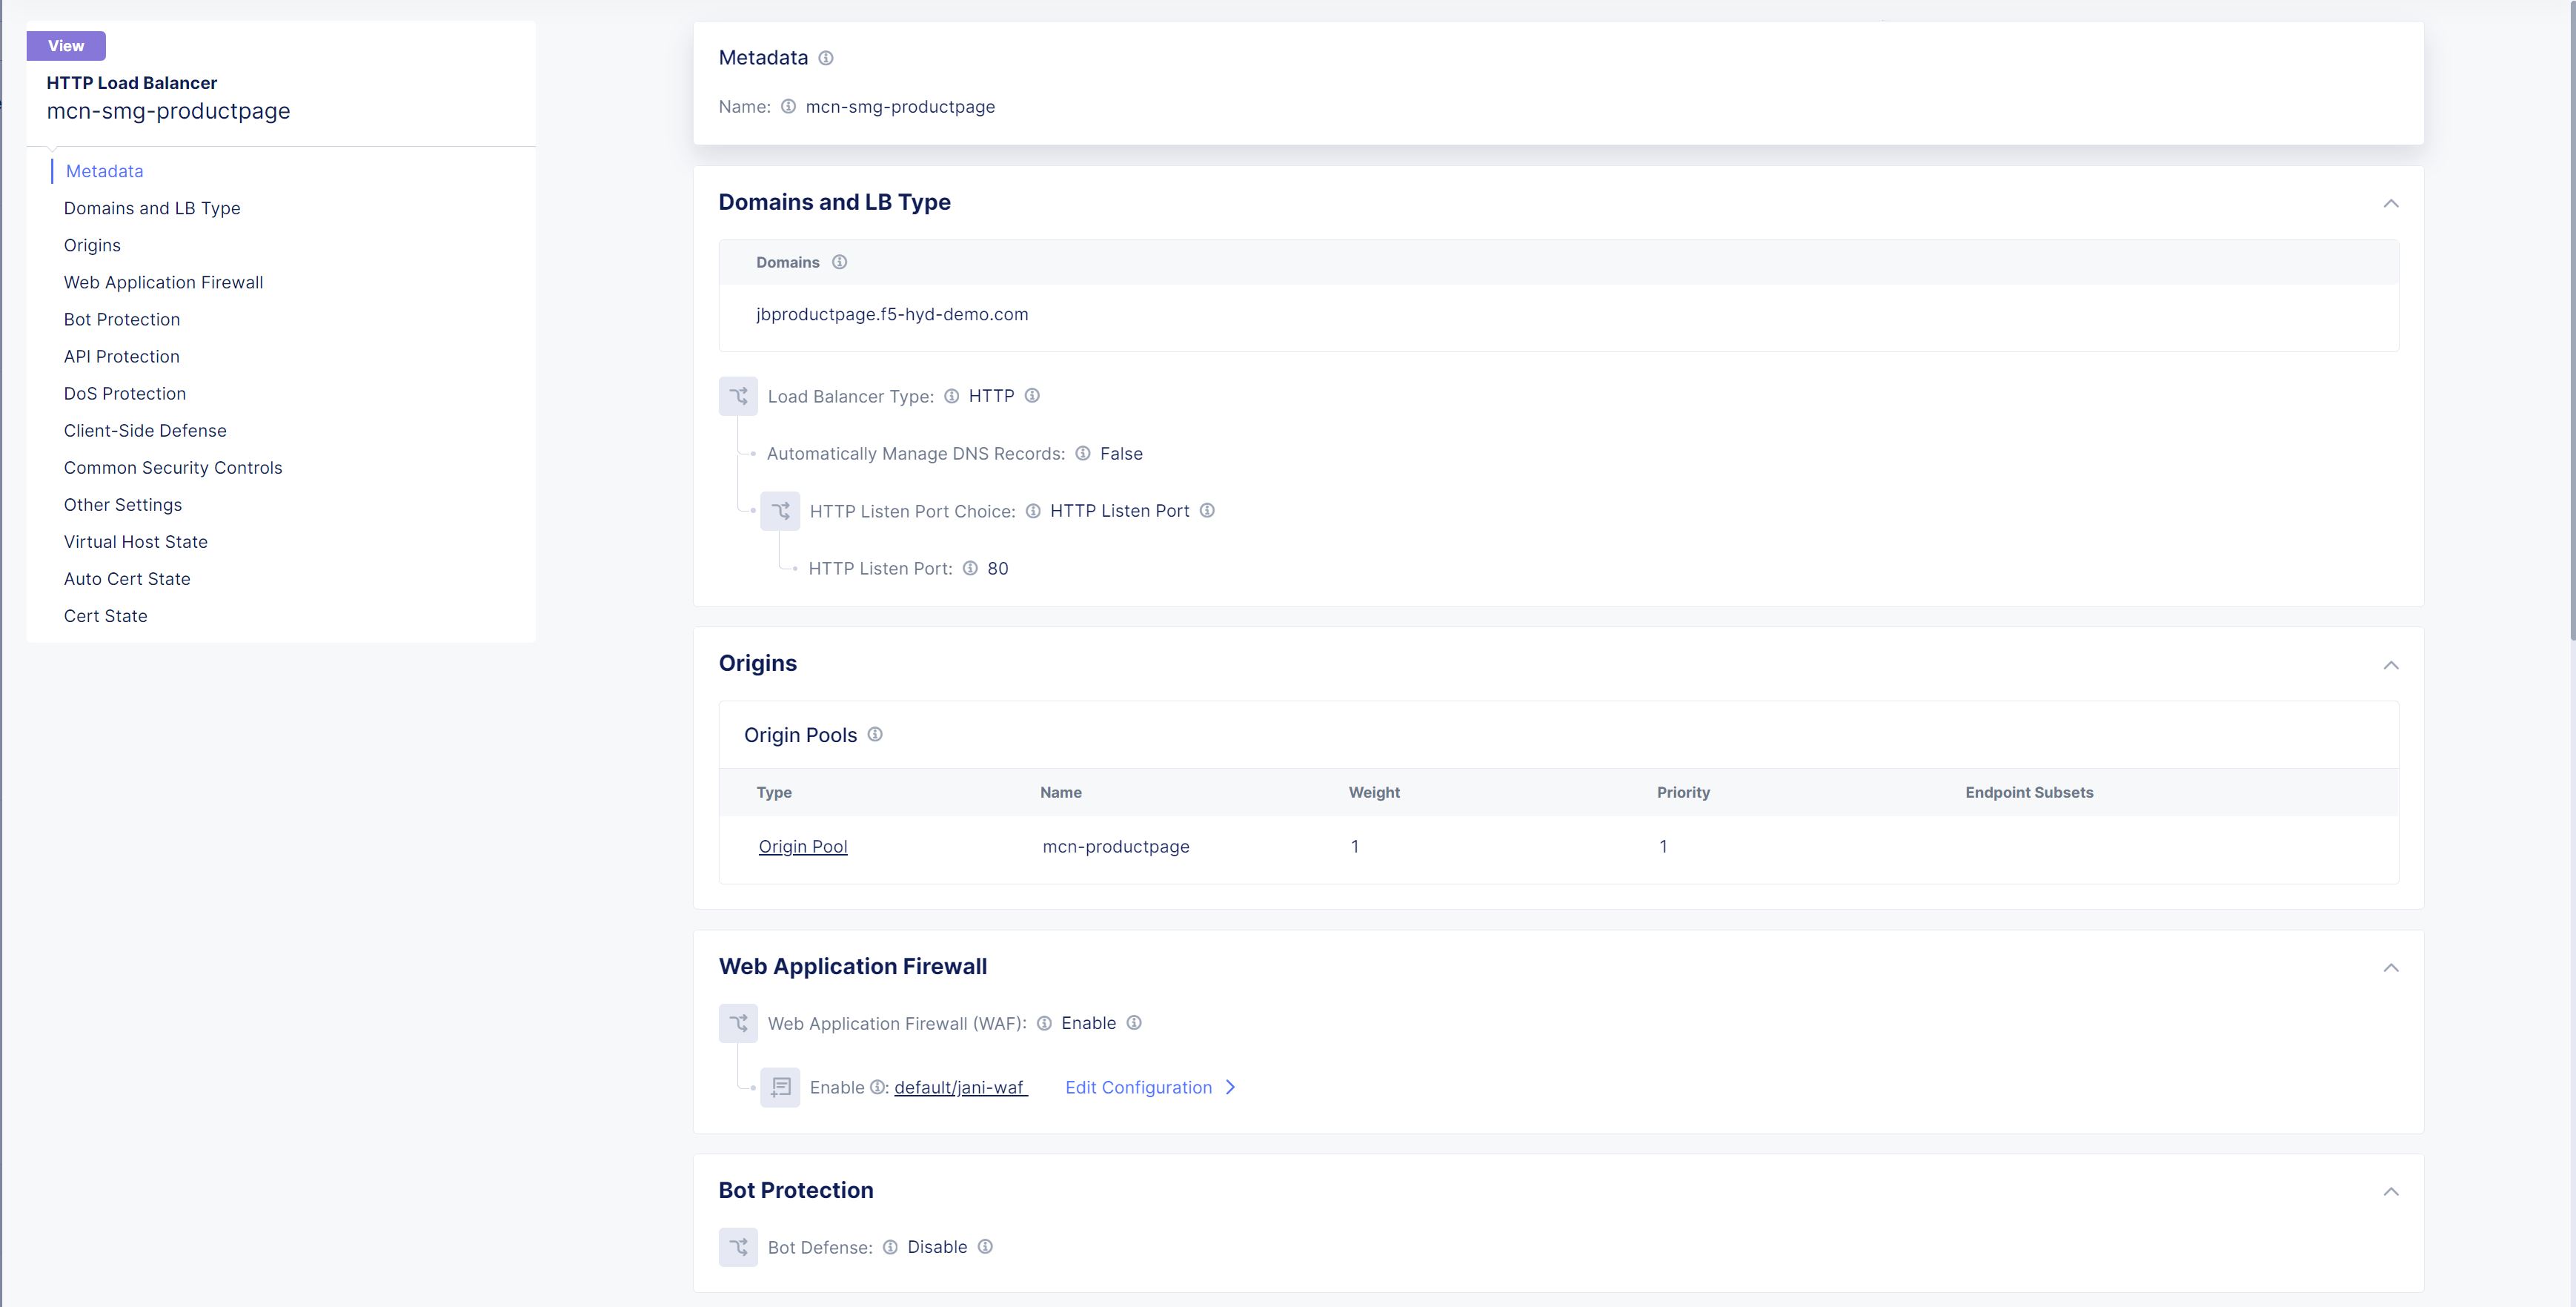 View
HTTP Load Balancer
mcn-smg-productpage
Metadata
Domains and LB Type
Origins
Web Application Firewall
Bot Protection
API Protection
DoS Protection
Client-Side Defense
Common Security Controls
Other Settings
Virtual Host State
Auto Cert State
Cert State
Metadata
Name: mcn-smg-productpage
Domains and LB Type
Domains
jbproductpage.f5-hyd-demo.com
Load Balancer Type: HTTP
Automatically Manage DNS Records: False
HTTP Listen Port Choice: HTTP Listen Port
HTTP Listen Port: 80
Origins
Origin Pools
Type Name Weight Priority Endpoint Subsets
Origin Pool mcn-productpage 1 1
Web Application Firewall
Web Application Firewall (WAF): Enable
Enable : default/jani-waf Edit Configuration
Bot Protection
Bot Defense: Disable